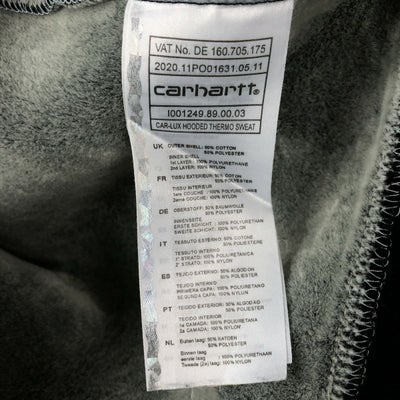 VAT No. DE 160.705.175
2020.11PO01631.05.11
carhartt
I001249.89.00.03
CAR-LUX HOODED THERMO SWEAT
UK OUTER SHELL: 50% COTTON
50% POLYESTER
INNER SHELL
1st LAYER: 100% POLYURETHANE
2nd LAYER: 100% NYLON
FR TISSU EXTERIEUR: 50% COTON
50% POLYESTER
TISSU INTERIEUR
1ere COUCHE: 100% POLYURETHANE
2eme COUCHE: 100% NYLON
DE OBERSTOFF: 50% BAUMWOLLE
50% POLYESTER
INNENSEITE
ERSTE SCHICHT: 100% POLYURETHAN
ZWEITE SCHICHT: 100% NYLON
IT TESSUTO ESTERNO: 50% COTONE
50% POLIESTERE
TESSUTO INTERNO
1° STRATO: 100% POLIURETANICA
2° STRATO: 100% NYLON
ES TEJIDO EXTERNO: 50% ALGODON
50% POLIESTER
TEJIDO INTERNO
PRIMERA CAPA: 100% POLIURETANO
SEGUNDA CAPA: 100% NYLON
PT TECIDO EXTERIOR: 50% ALGODAO
50% POLIESTER
TECIDO INTERIOR
1a CAMADA: 100% POLIURETANO
2a CAMADA: 100% NYLON
NL Buiten laag: 50% KATOEN
50% POLYESTER
Binnen laag
eerste laag: 100% POLYURETHAAN
Tweede (2e) laag: 100% NYLON